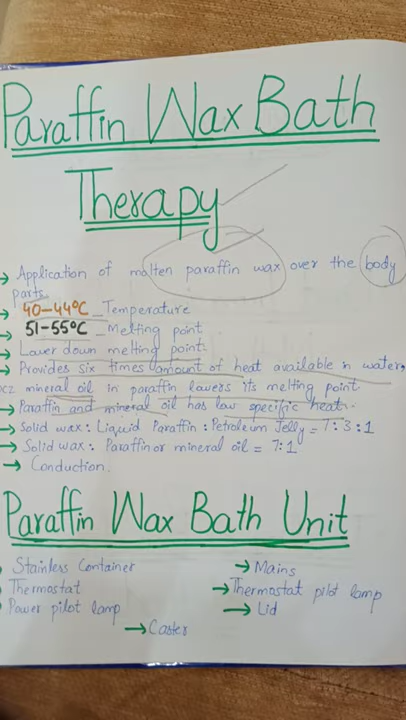 Paraffin Wax Bath
Therapy
→ Application of molten paraffin wax over the body
parts.
→ 40-44°C _ Temperature
→ 51-55°C _ Melting point
→ Lower down melting point.
→ Provides six times amount of heat available n water,
coz mineral oil in paraffin lowers its melting point
→ Paraffin and mineral oil has low specific heat.
→ Solid wax: Liquid Paraffin: Petroleum Jelly = 7:3:1
→ Solid wax: Paraffin or mineral oil = 7:1
→ Conduction.
Paraffin Wax Bath Unit
Stainless Container → Mains
Thermostat → Thermostat pilot lamp
Power pilot lamp → Lid
→ Caster